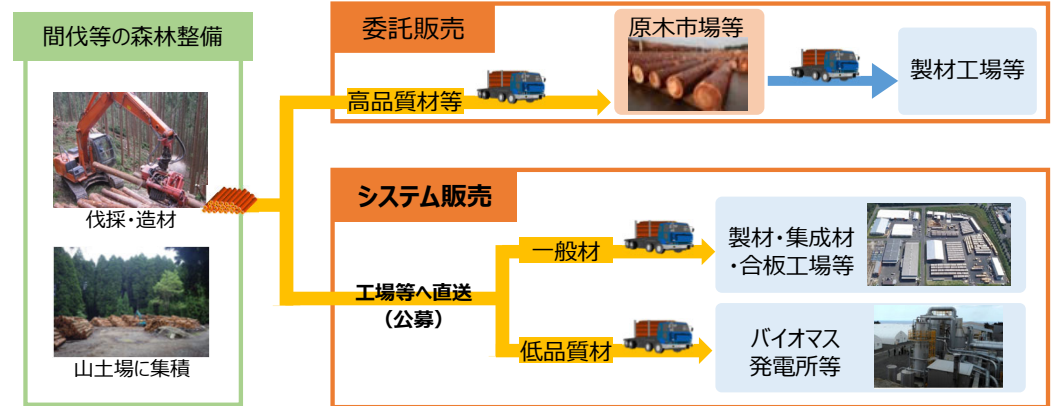 間伐等の森林整備
伐採・造材
山土場に集積
委託販売
高品質材等
原木市場等
製材工場等
システム販売
工場等へ直送
（公募）
一般材
製材・集成材
・合板工場等
低品質材
バイオマス
発電所等